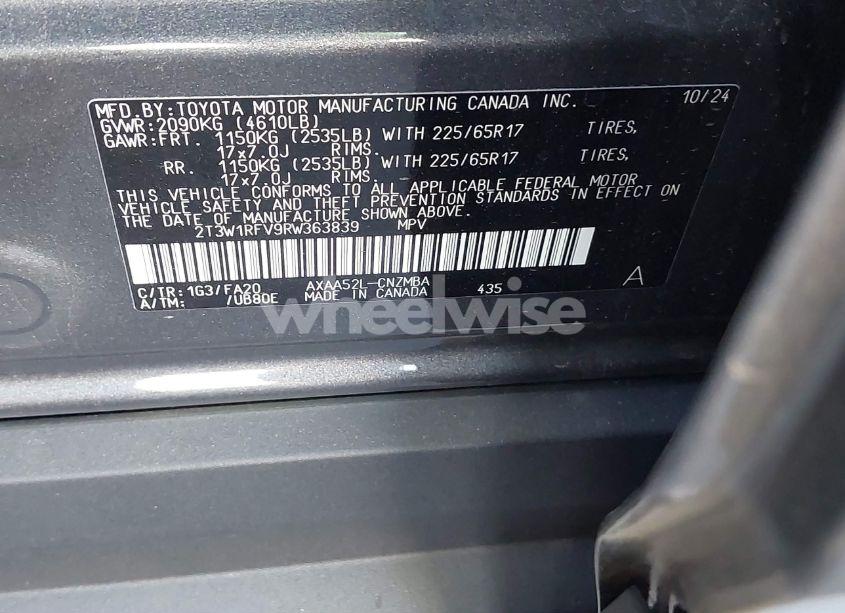 MFD. BY:TOYOTA MOTOR MANUFACTURING CANADA INC. 10/24
GVWR:2090KG (4610LB)
GAWR:FRT. 1150KG (2535LB) WITH 225/65R17 TIRES,
17x7.0J RIMS.
RR. 1150KG (2535LB) WITH 225/65R17 TIRES,
17x7.0J RIMS.
THIS VEHICLE CONFORMS TO ALL APPLICABLE FEDERAL MOTOR
VEHICLE SAFETY AND THEFT PREVENTION STANDARDS IN EFFECT ON
THE DATE OF MANUFACTURE SHOWN ABOVE.
2T3W1RFV9RW363839 MPV
C/TR:1G3/FA20 AXAA52L-CNZMBA 435 A
A/TM: /UB80E MADE IN CANADA
wheelwise